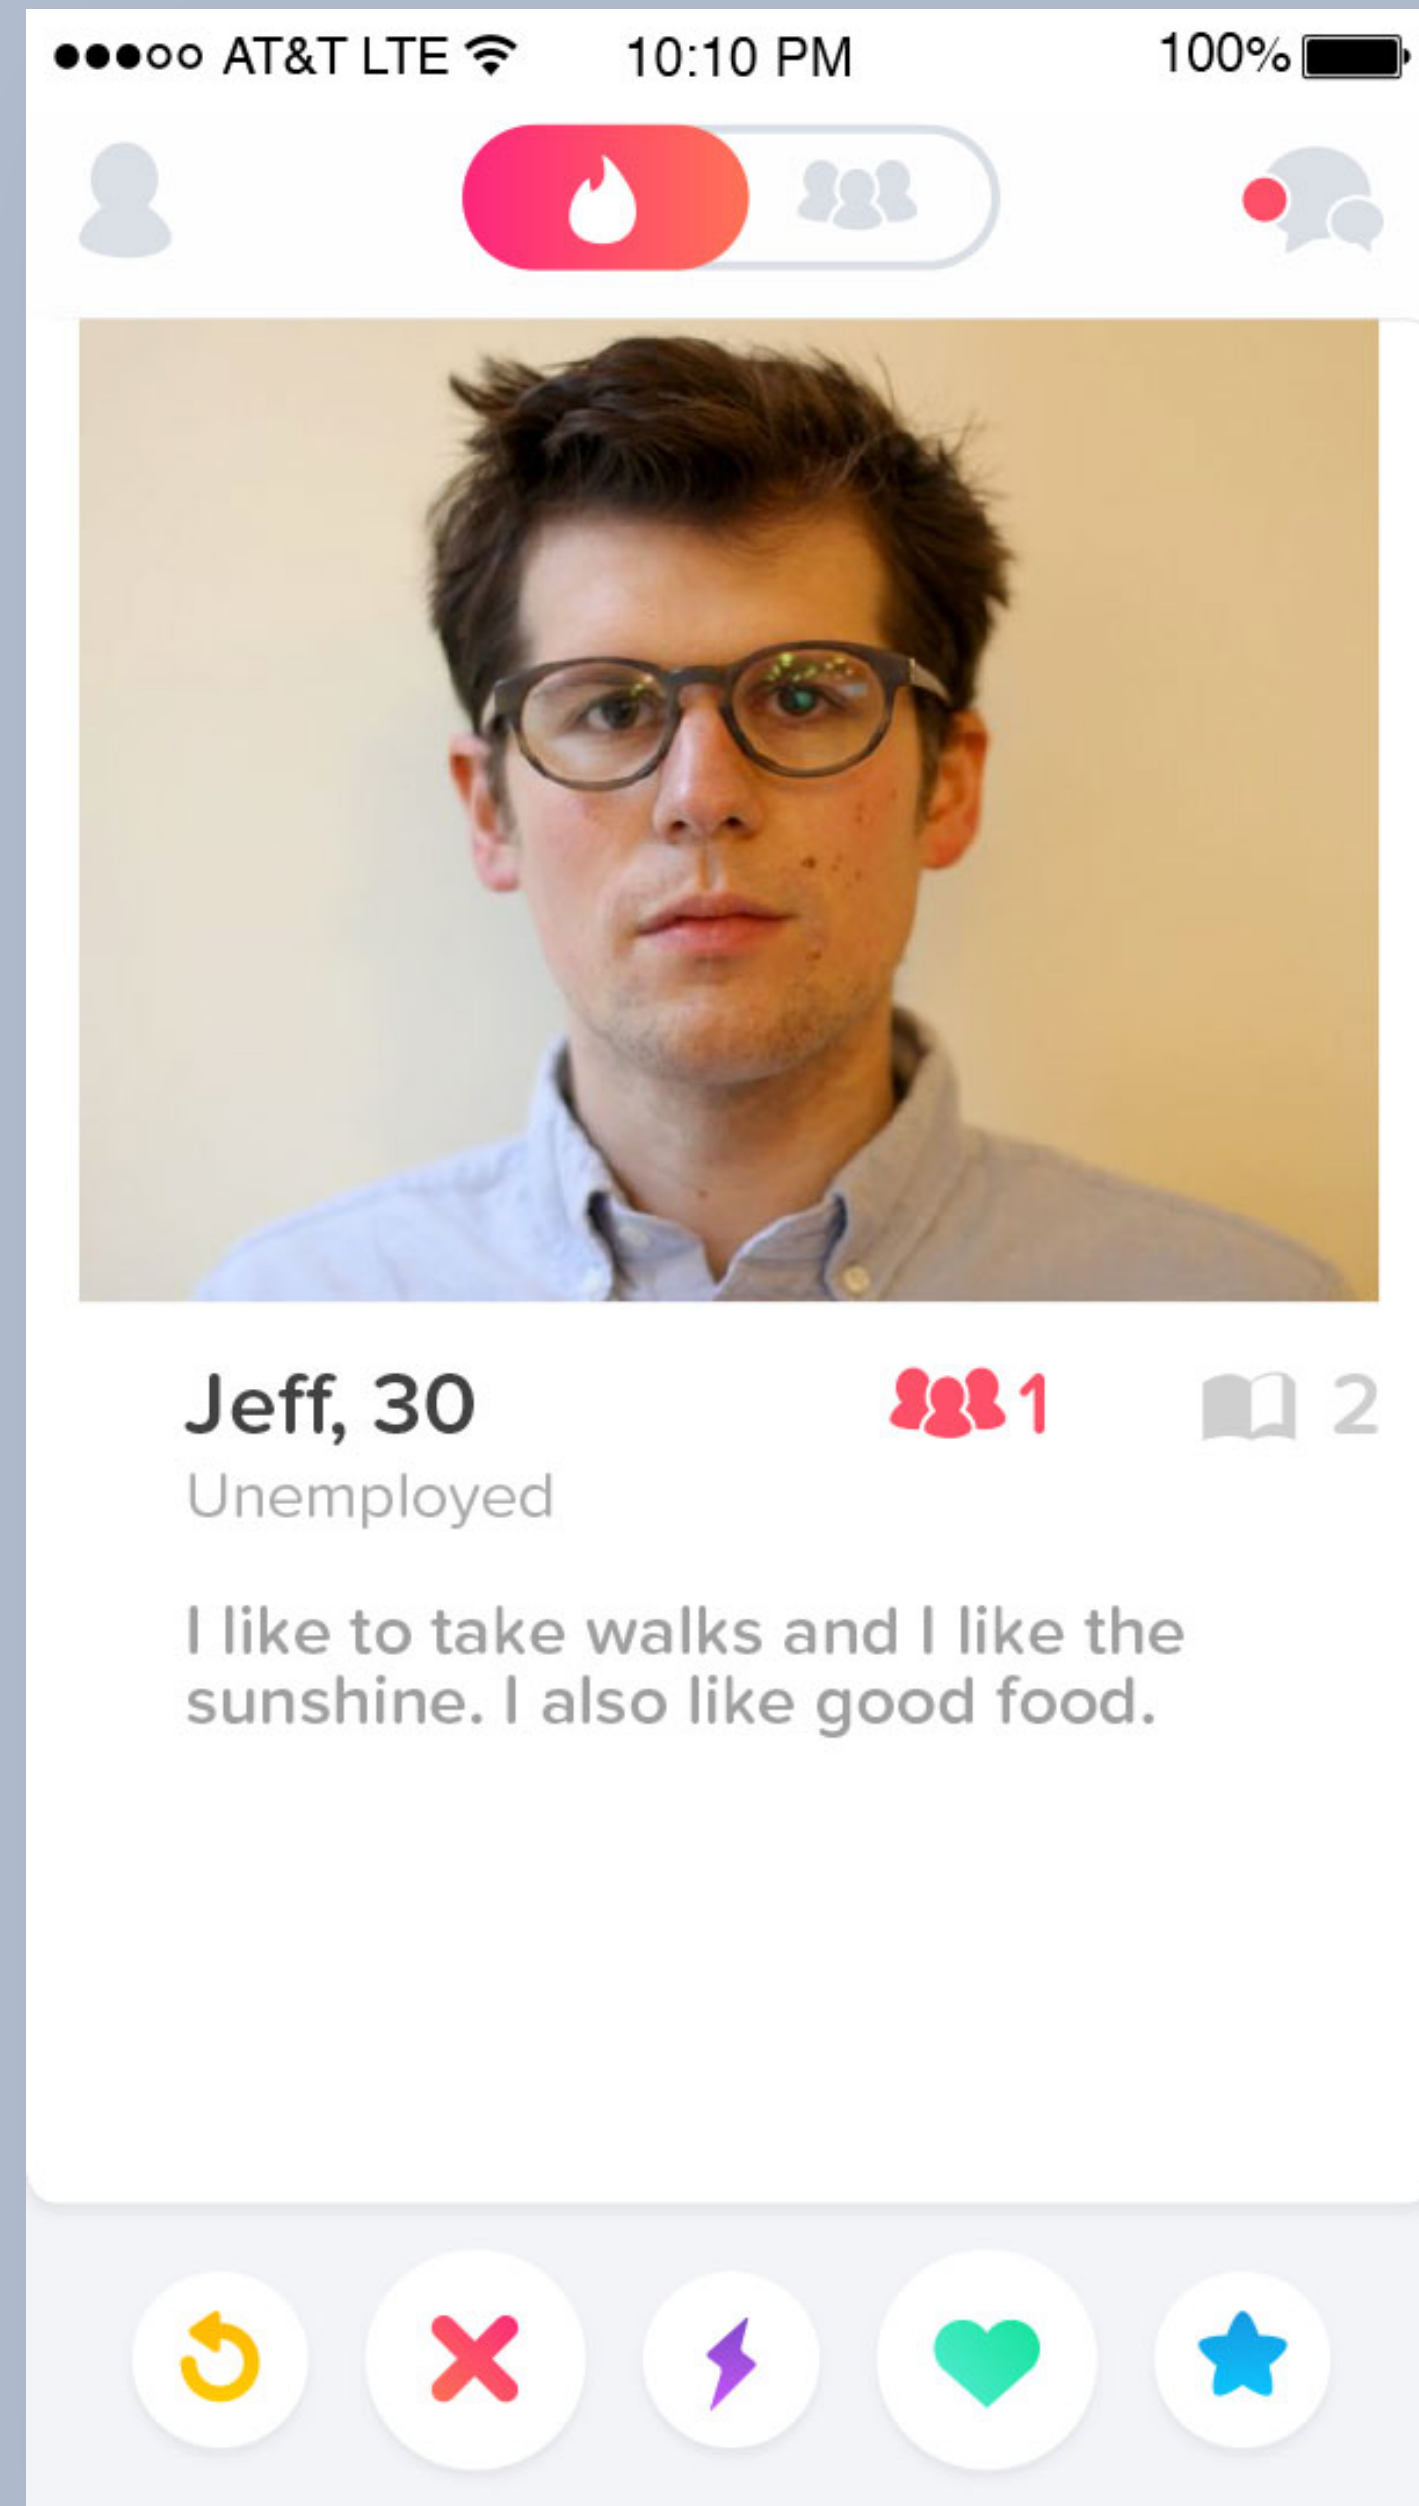 AT&T LTE 10:10 PM 100%
Jeff, 30 1 2
Unemployed
I like to take walks and I like the
sunshine. I also like good food.